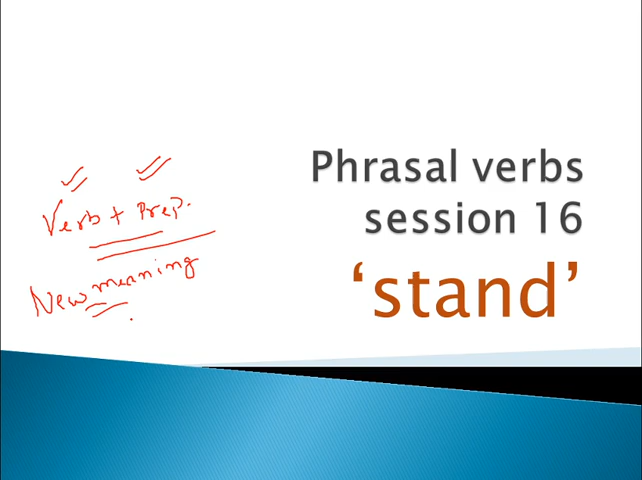 Phrasal verbs
session 16
‘stand’
Verb + Prep.
New meaning